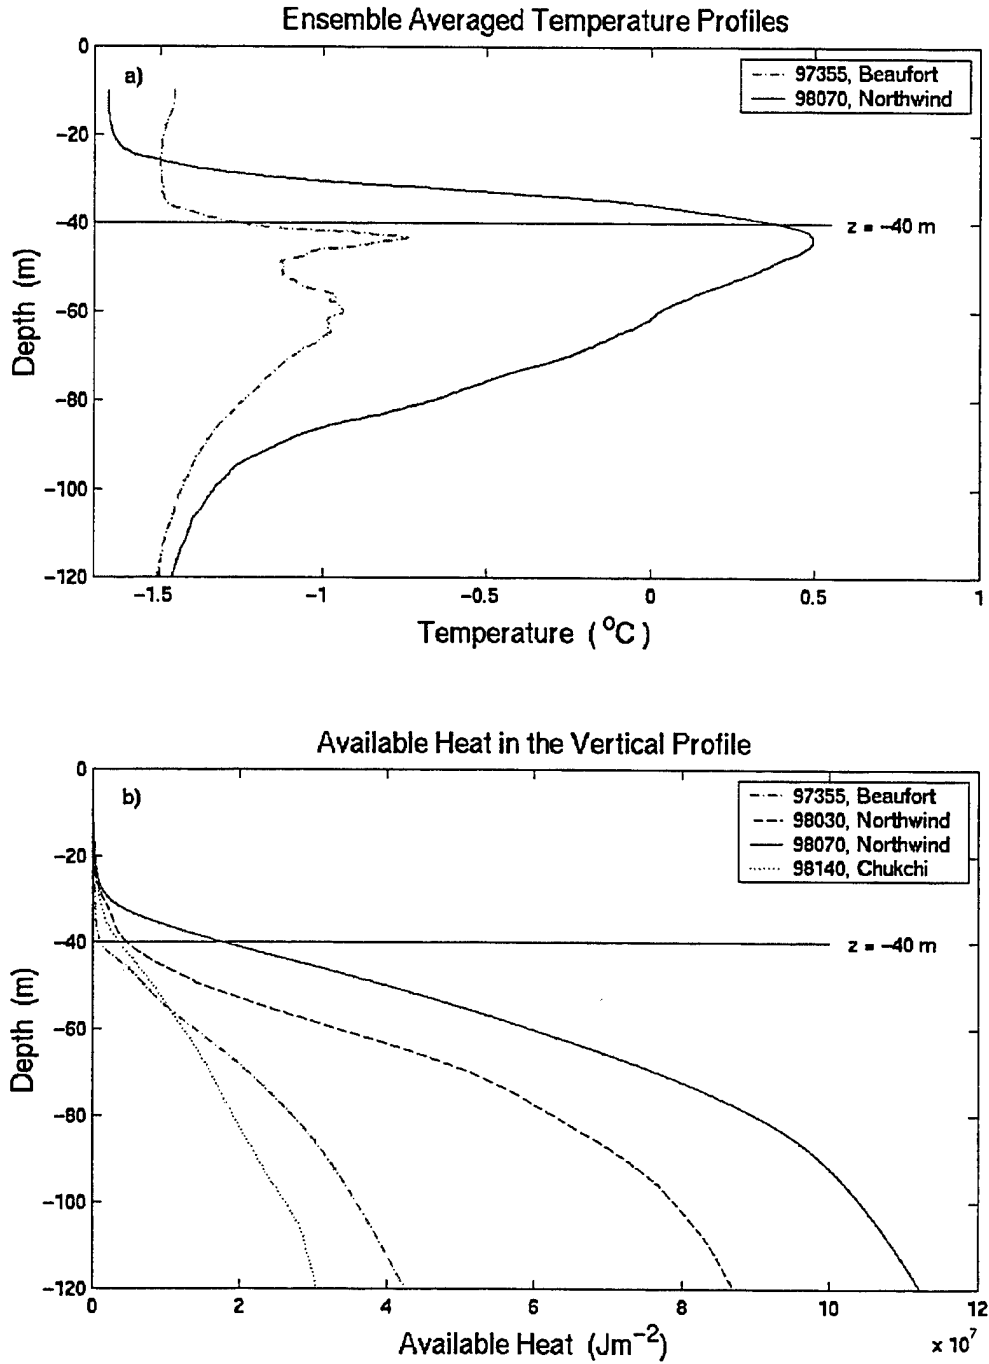 Ensemble Averaged Temperature Profiles
a)
97355, Beaufort
98070, Northwind
0
−20
−40
−60
−80
−100
−120
z = −40 m
Depth (m)
−1.5
−1
−0.5
0
0.5
1
Temperature (°C)
Available Heat in the Vertical Profile
b)
97355, Beaufort
98030, Northwind
98070, Northwind
98140, Chukchi
0
−20
−40
−60
−80
−100
−120
z = −40 m
Depth (m)
0
2
4
6
8
10
12
Available Heat (Jm⁻²)
x 10⁷